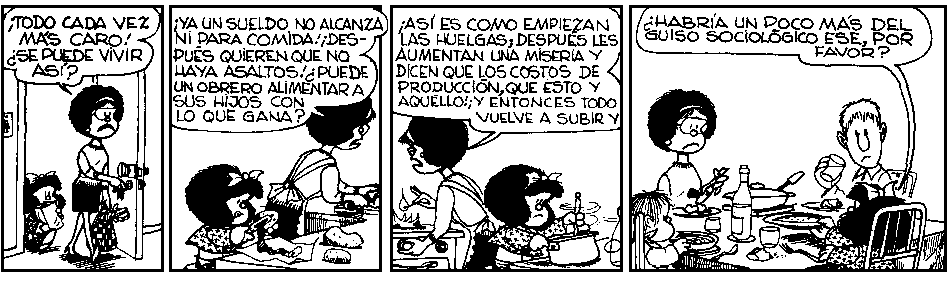 ¡TODO CADA VEZ
MÁS CARO!
¿SE PUEDE VIVIR
ASÍ?
¡YA UN SUELDO NO ALCANZA
NI PARA COMIDA!¡DES-
PUÉS QUIEREN QUE NO
HAYA ASALTOS!¿PUEDE
UN OBRERO ALIMENTAR A
SUS HIJOS CON
LO QUE GANA?
¡ASÍ ES COMO EMPIEZAN
LAS HUELGAS, DESPUÉS LES
AUMENTAN UNA MISERIA Y
DICEN QUE LOS COSTOS DE
PRODUCCIÓN, QUE ESTO Y
AQUELLO!¡Y ENTONCES TODO
VUELVE A SUBIR Y
¿HABRÍA UN POCO MÁS DEL
GUISO SOCIOLÓGICO ESE, POR
FAVOR?